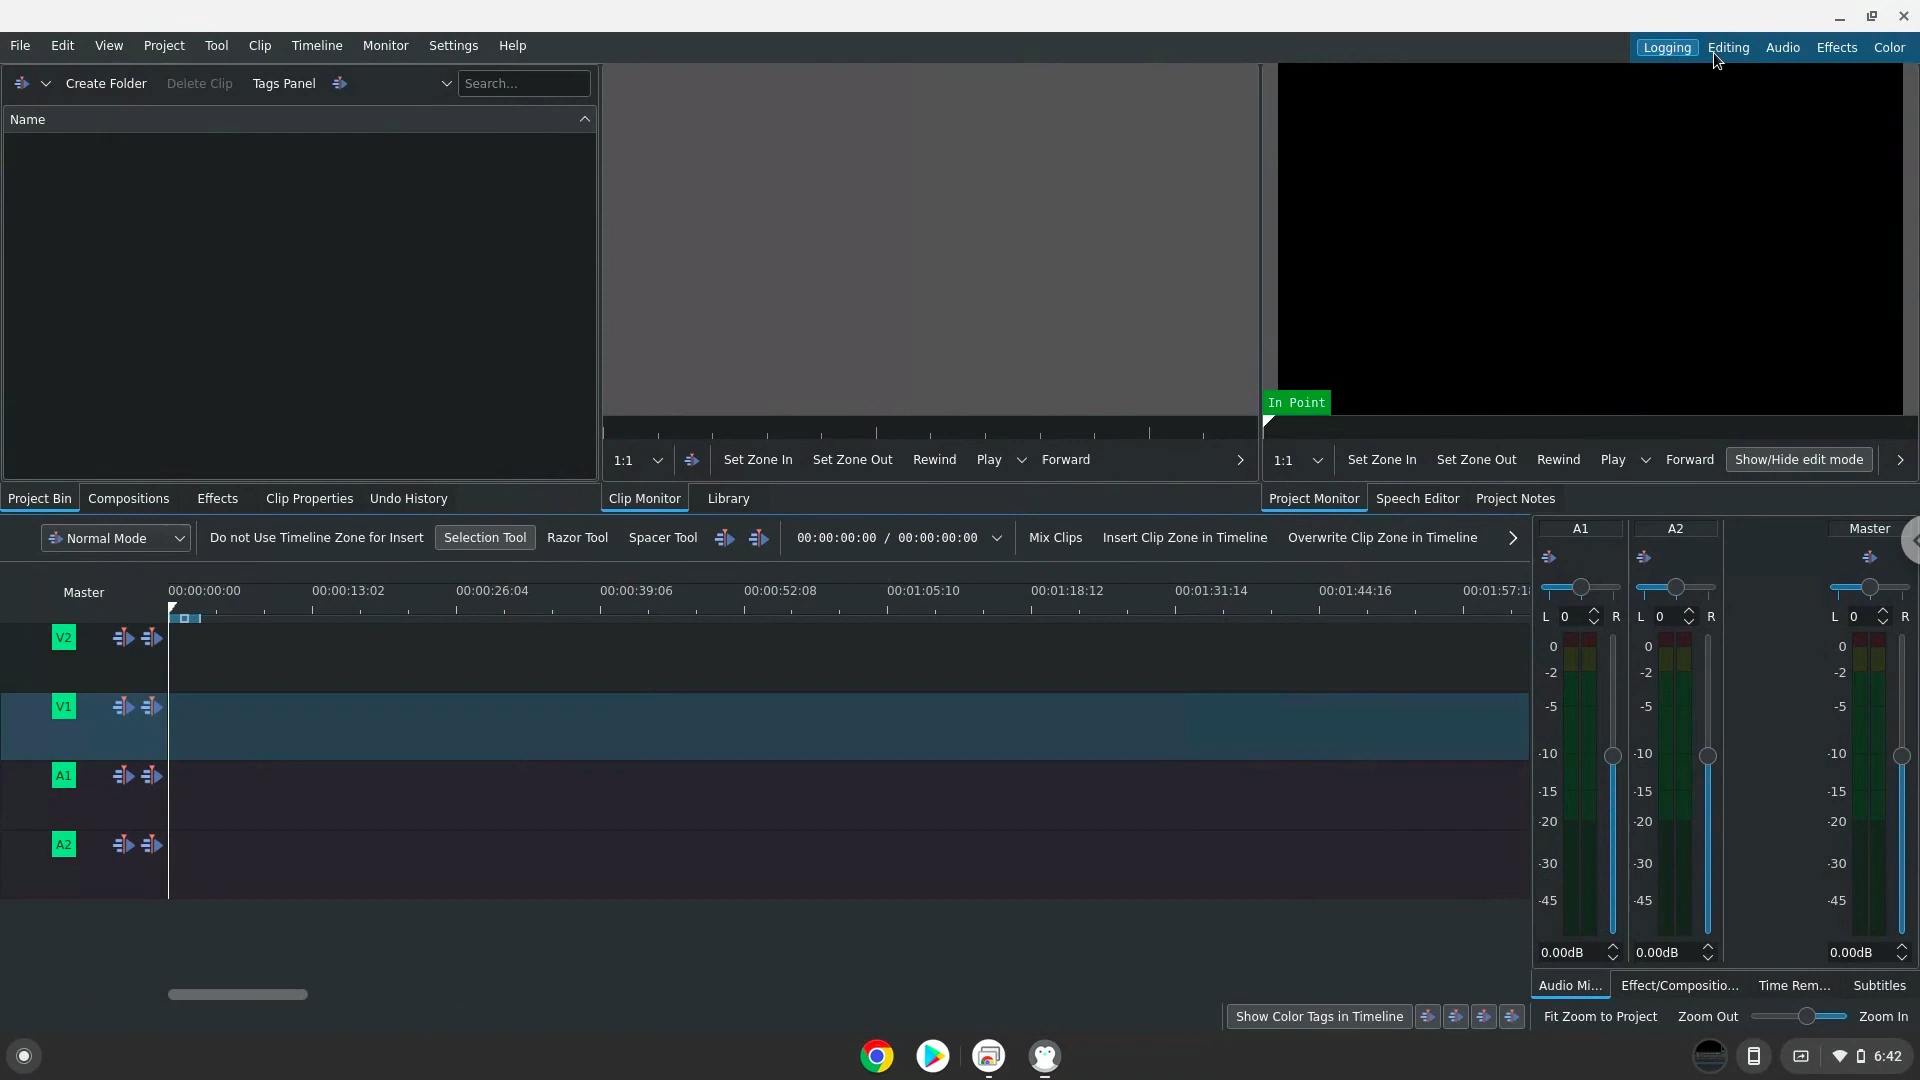 File Edit View Project Tool Clip Timeline Monitor Settings Help Logging Editing Audio Effects Color
Create Folder Delete Clip Tags Panel Search...
Name
In Point
1:1 Set Zone In Set Zone Out Rewind Play Forward
1:1 Set Zone In Set Zone Out Rewind Play Forward Show/Hide edit mode
Project Bin Compositions Effects Clip Properties Undo History
Clip Monitor Library
Project Monitor Speech Editor Project Notes
Normal Mode Do not Use Timeline Zone for Insert Selection Tool Razor Tool Spacer Tool 00:00:00:00 / 00:00:00:00 Mix Clips Insert Clip Zone in Timeline Overwrite Clip Zone in Timeline
Master 00:00:00:00 00:00:13:02 00:00:26:04 00:00:39:06 00:00:52:08 00:01:05:10 00:01:18:12 00:01:31:14 00:01:44:16 00:01:57:18
V2
V1
A1
A2
A1 A2 Master
L 0 R L 0 R L 0 R
0 0 0
-2 -2 -2
-5 -5 -5
-10 -10 -10
-15 -15 -15
-20 -20 -20
-30 -30 -30
-45 -45 -45
0.00dB 0.00dB 0.00dB
Audio Mi... Effect/Compositio... Time Rem... Subtitles
Show Color Tags in Timeline Fit Zoom to Project Zoom Out Zoom In
6:42